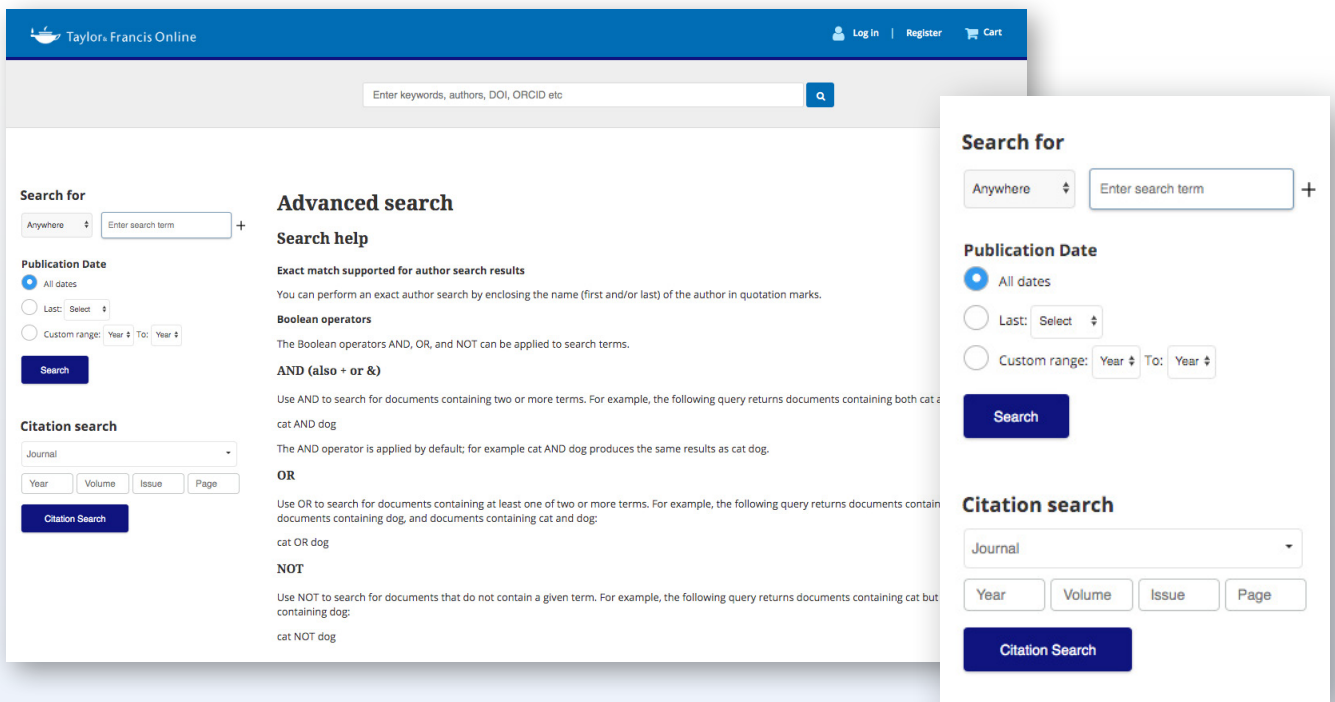 Taylor & Francis Online
Log in | Register Cart
Enter keywords, authors, DOI, ORCID etc
Search for
Anywhere Enter search term +
Publication Date
All dates
Last: Select
Custom range: Year To: Year
Search
Citation search
Journal
Year Volume Issue Page
Citation Search
Advanced search
Search help
Exact match supported for author search results
You can perform an exact author search by enclosing the name (first and/or last) of the author in quotation marks.
Boolean operators
The Boolean operators AND, OR, and NOT can be applied to search terms.
AND (also + or &)
Use AND to search for documents containing two or more terms. For example, the following query returns documents containing both cat a
cat AND dog
The AND operator is applied by default; for example cat AND dog produces the same results as cat dog.
OR
Use OR to search for documents containing at least one of two or more terms. For example, the following query returns documents contain
documents containing dog, and documents containing cat and dog:
cat OR dog
NOT
Use NOT to search for documents that do not contain a given term. For example, the following query returns documents containing cat but
containing dog:
cat NOT dog
Search for
Anywhere Enter search term +
Publication Date
All dates
Last: Select
Custom range: Year To: Year
Search
Citation search
Journal
Year Volume Issue Page
Citation Search